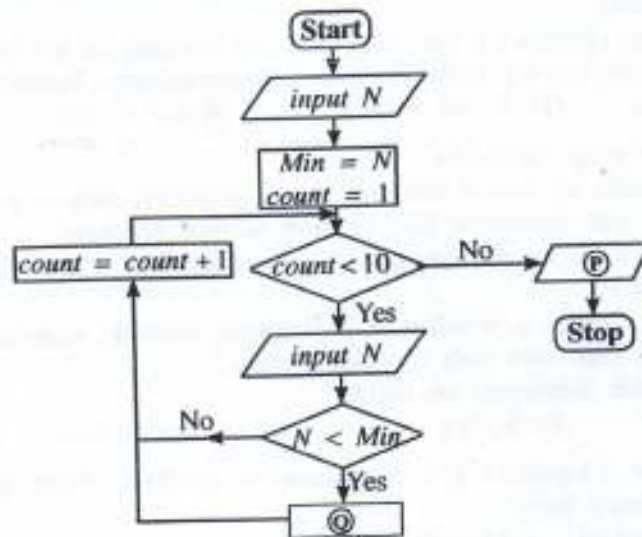 Start
input N
Min = N
count = 1
count = count + 1
count < 10
No
Ⓟ
Yes
Stop
input N
No
N < Min
Yes
Ⓠ